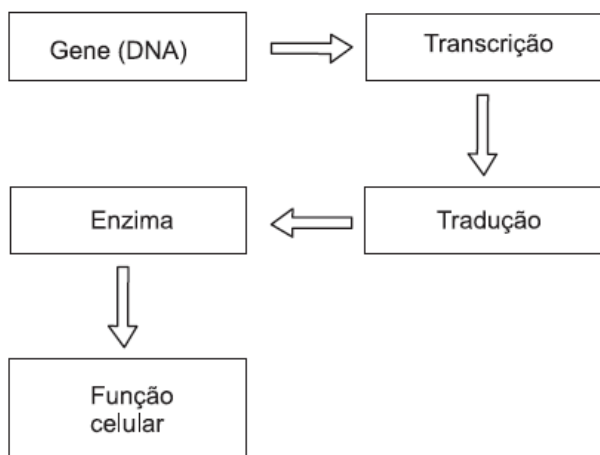 Gene (DNA)
Transcrição
Enzima
Tradução
Função
celular